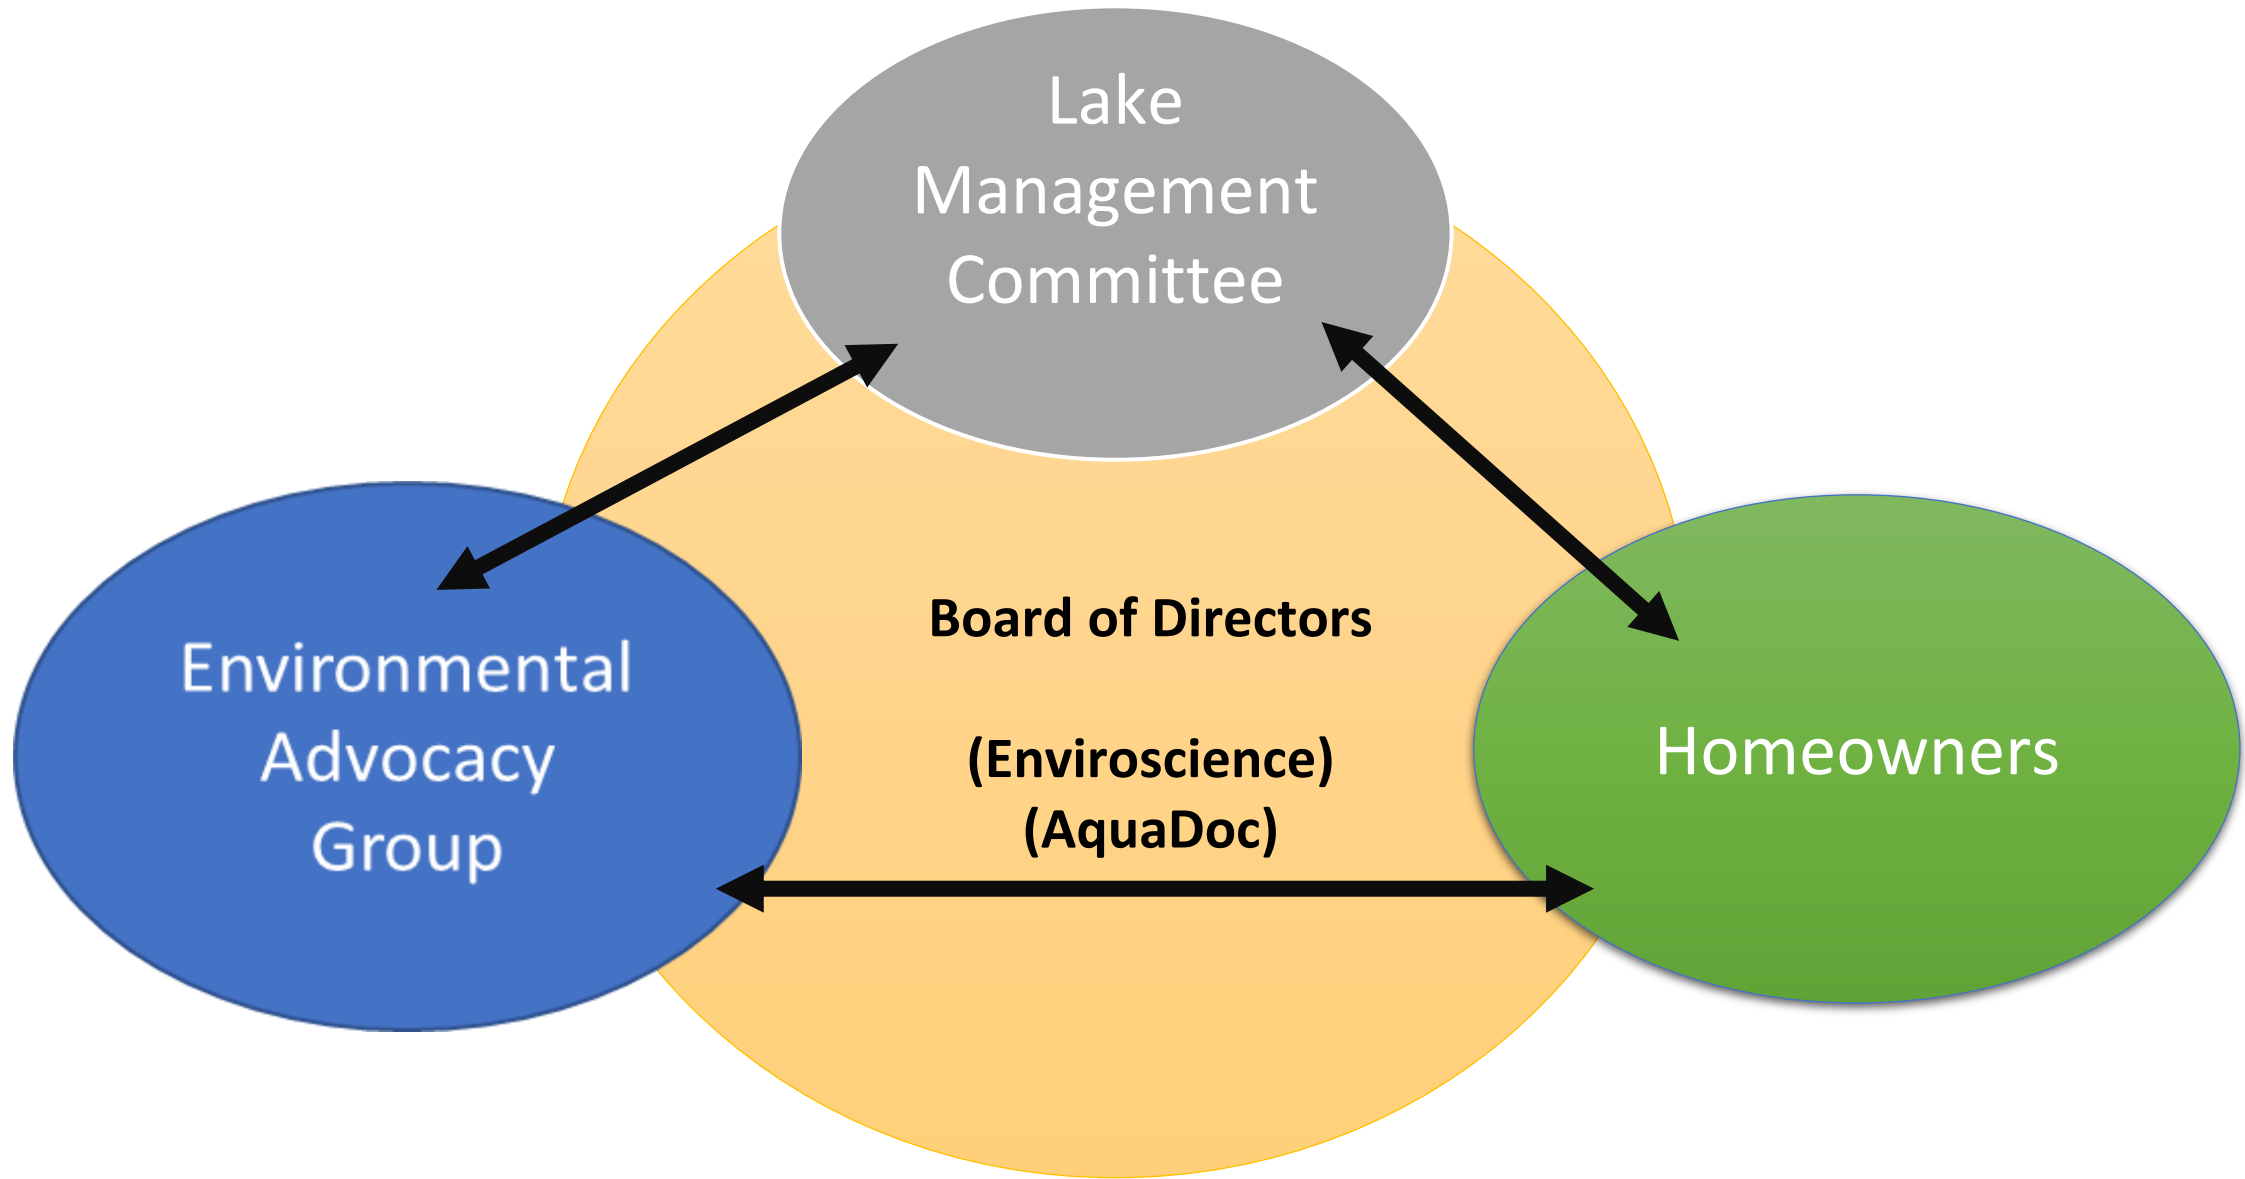 Lake
Management
Committee
Environmental
Advocacy
Group
Board of Directors
(Enviroscience)
(AquaDoc)
Homeowners